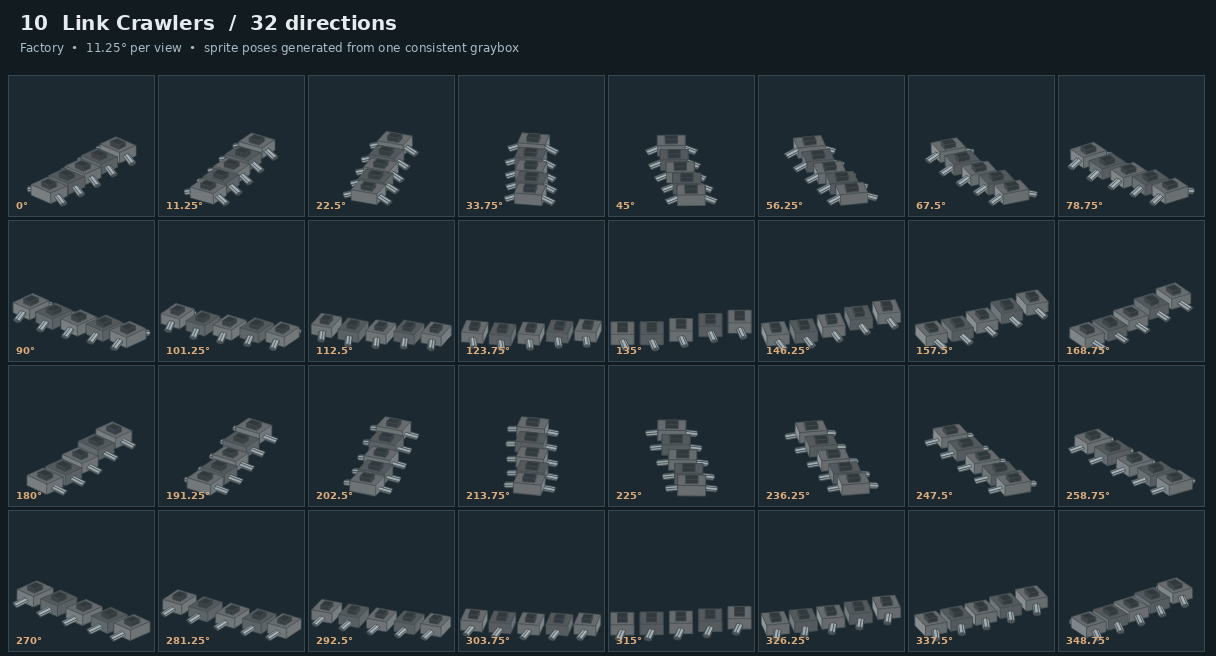 10 Link Crawlers / 32 directions
Factory • 11.25° per view • sprite poses generated from one consistent graybox
0° 11.25° 22.5° 33.75° 45° 56.25° 67.5° 78.75°
90° 101.25° 112.5° 123.75° 135° 146.25° 157.5° 168.75°
180° 191.25° 202.5° 213.75° 225° 236.25° 247.5° 258.75°
270° 281.25° 292.5° 303.75° 315° 326.25° 337.5° 348.75°